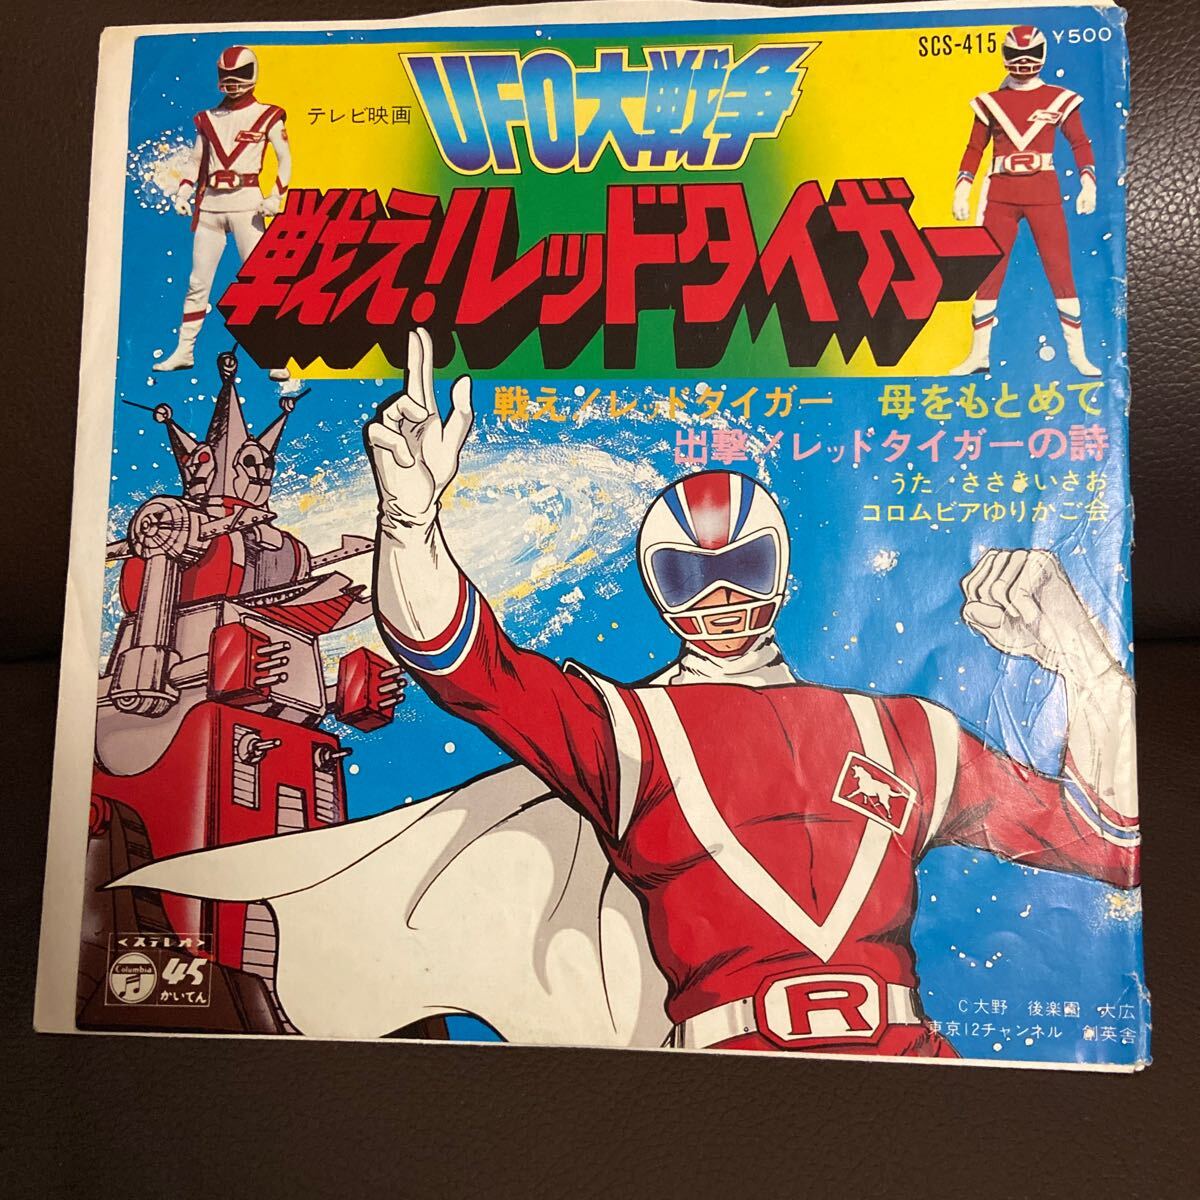 SCS-415 ¥500
テレビ映画
UFO大戦争
戦え!レッドタイガー
戦え!レッドタイガー 母をもとめて
出撃!レッドタイガーの詩
うた ささきいさお
コロムビアゆりかご会
R
R
R
<ステレオ>
Columbia
45
かいてん
C大野 後楽園 大広
東京12チャンネル 創英舎